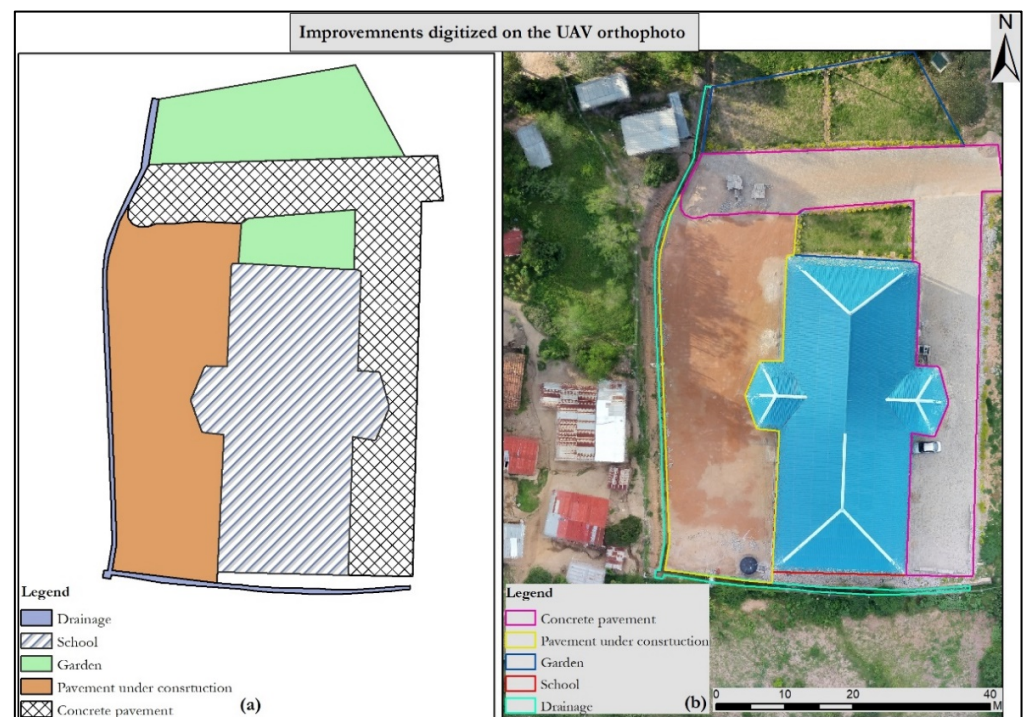 Improvemnents digitized on the UAV orthophoto
N
Legend
Drainage
School
Garden
Pavement under consrtuction
Concrete pavement
(a)
Legend
Concrete pavement
Pavement under consrtuction
Garden
School
Drainage
(b)
0 10 20 40
M